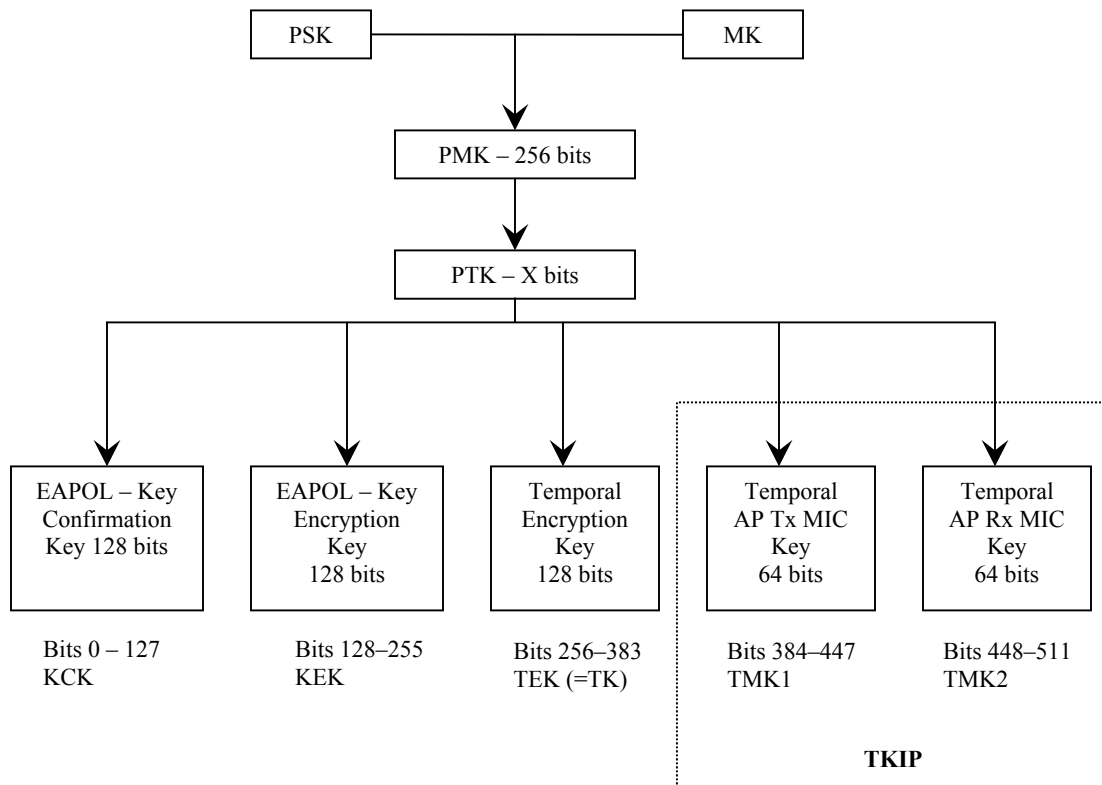 PSK
MK
PMK – 256 bits
PTK – X bits
EAPOL – Key
Confirmation
Key 128 bits
EAPOL – Key
Encryption
Key
128 bits
Temporal
Encryption
Key
128 bits
Temporal
AP Tx MIC
Key
64 bits
Temporal
AP Rx MIC
Key
64 bits
Bits 0 – 127
KCK
Bits 128–255
KEK
Bits 256–383
TEK (=TK)
Bits 384–447
TMK1
Bits 448–511
TMK2
TKIP